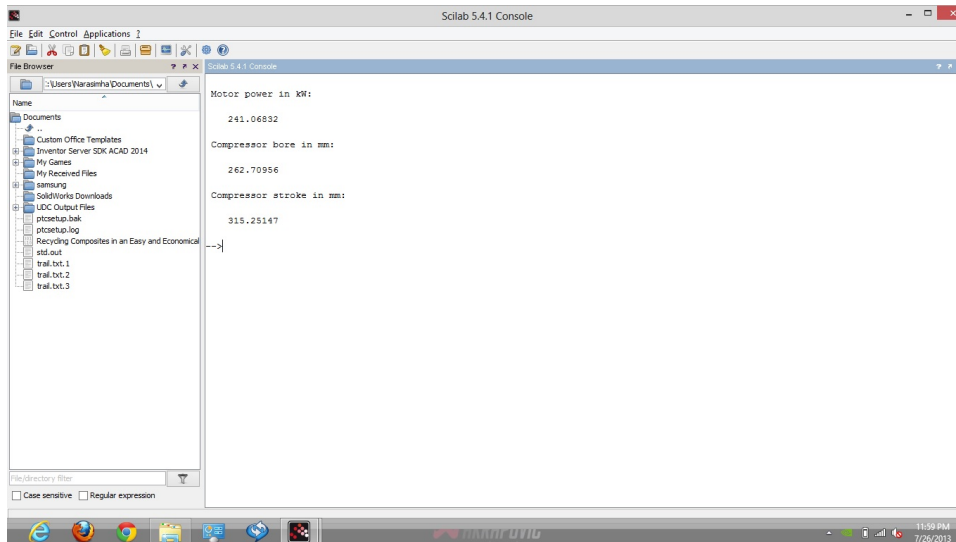 Scilab 5.4.1 Console
File Edit Control Applications ?
File Browser
Scilab 5.4.1 Console
:\Users\Narasimha\Documents\
Name
Documents
..
Custom Office Templates
Inventor Server SDK ACAD 2014
My Games
My Received Files
samsung
SolidWorks Downloads
UDC Output Files
ptcsetup.bak
ptcsetup.log
Recycling Composites in an Easy and Economical
std.out
trail.txt.1
trail.txt.2
trail.txt.3
Motor power in kW:
241.06832
Compressor bore in mm:
262.70956
Compressor stroke in mm:
315.25147
-->
File/directory filter
Case sensitive
Regular expression
11:59 PM
7/26/2013